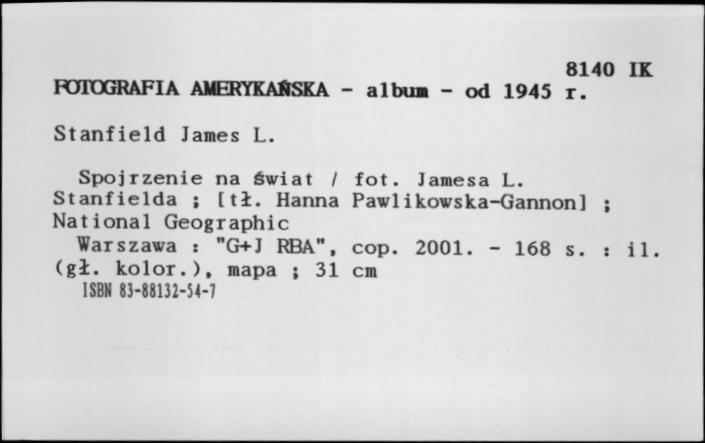 8140 IK
FOTOGRAFIA AMERYKAŃSKA - album - od 1945 r.
Stanfield James L.
Spojrzenie na świat / fot. Jamesa L.
Stanfielda ; [tł. Hanna Pawlikowska-Gannon] ;
National Geographic
Warszawa : "G+J RBA", cop. 2001. - 168 s. : il.
(gł. kolor.), mapa ; 31 cm
ISBN 83-88132-54-7